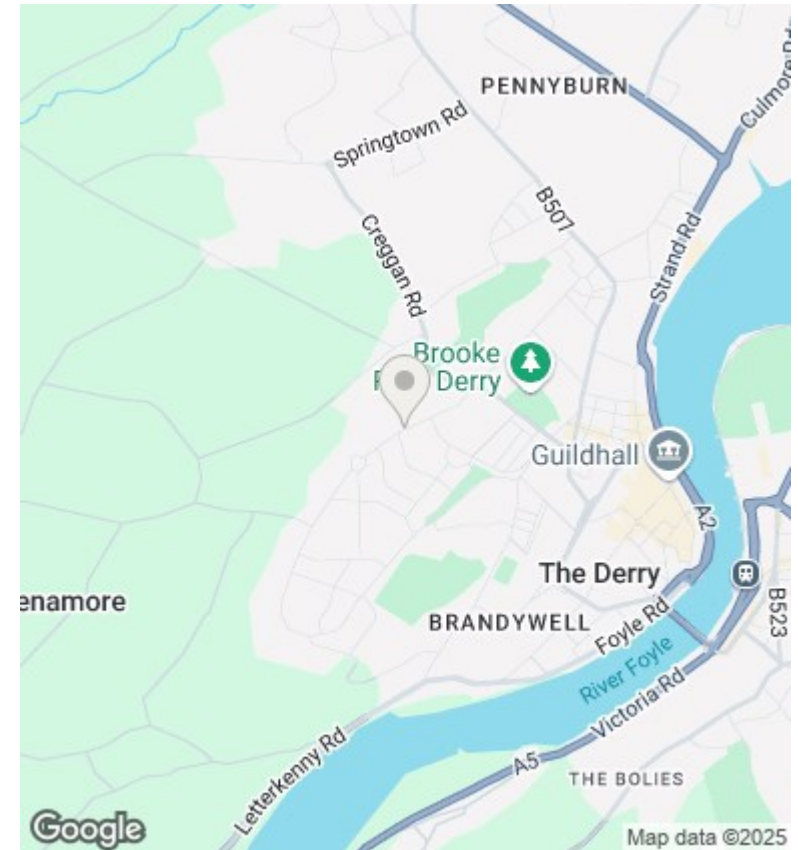 PENNYBURN
Culmore Rd
Springtown Rd
B507
Strand Rd
Creggan Rd
Brooke
Derry
Guildhall
A2
enamore
The Derry
B523
BRANDYWELL
Foyle Rd
River Foyle
Victoria Rd
Letterkenny Rd
A5
THE BOLIES
Google
Map data ©2025